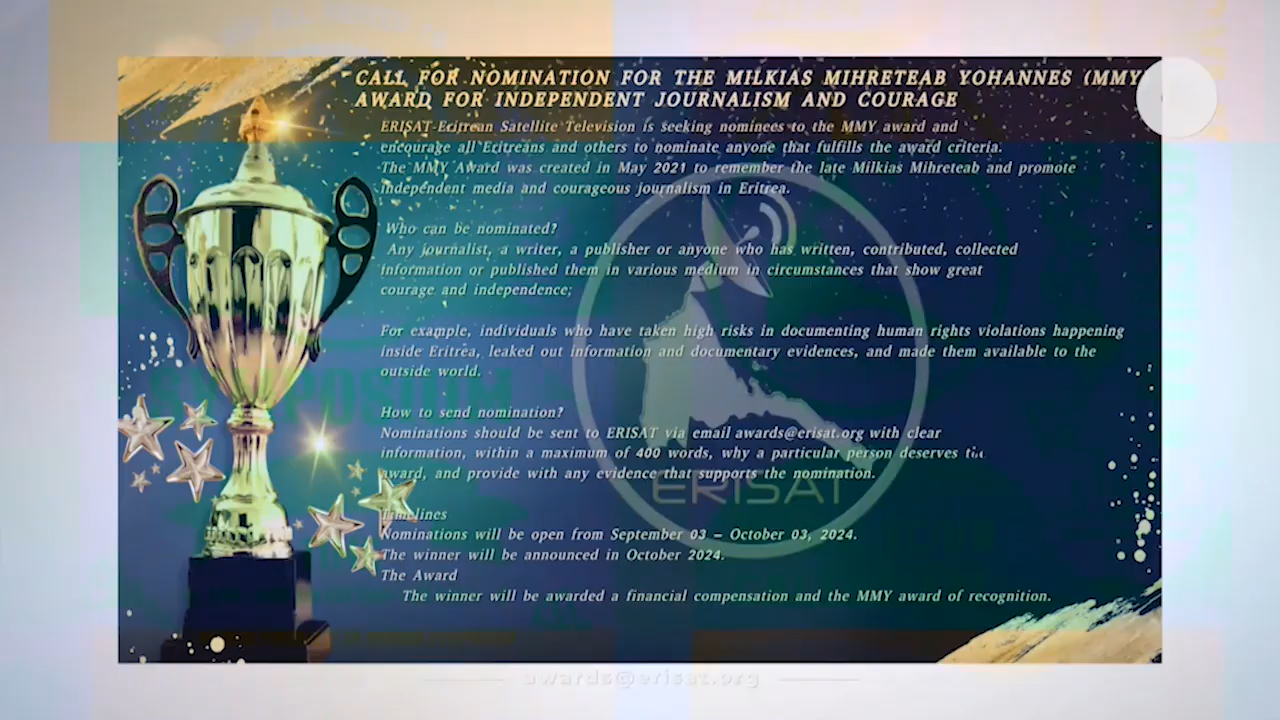 CALL FOR NOMINATION FOR THE MILKIAS MIHRETEAB YOHANNES (MMY
AWARD FOR INDEPENDENT JOURNALISM AND COURAGE
ERISAT-Eritrean Satellite Television is seeking nominees to the MMY award and
encourage all Eritreans and others to nominate anyone that fulfills the award criteria.
The MMY Award was created in May 2021 to remember the late Milkias Mihreteab and promote
independent media and courageous journalism in Eritrea.
Who can be nominated?
Any journalist, a writer, a publisher or anyone who has written, contributed, collected
information or published them in various medium in circumstances that show great
courage and independence;
For example, individuals who have taken high risks in documenting human rights violations happening
inside Eritrea, leaked out information and documentary evidences, and made them available to the
outside world.
How to send nomination?
Nominations should be sent to ERISAT via email awards@erisat.org with clear
information, within a maximum of 400 words, why a particular person deserves
award, and provide with any evidence that supports the nomination.
ERISAT
Timelines
Nominations will be open from September 03 – October 03, 2024.
The winner will be announced in October 2024.
The Award
The winner will be awarded a financial compensation and the MMY award of recognition.
awards@erisat.org
SYMPOSIUM